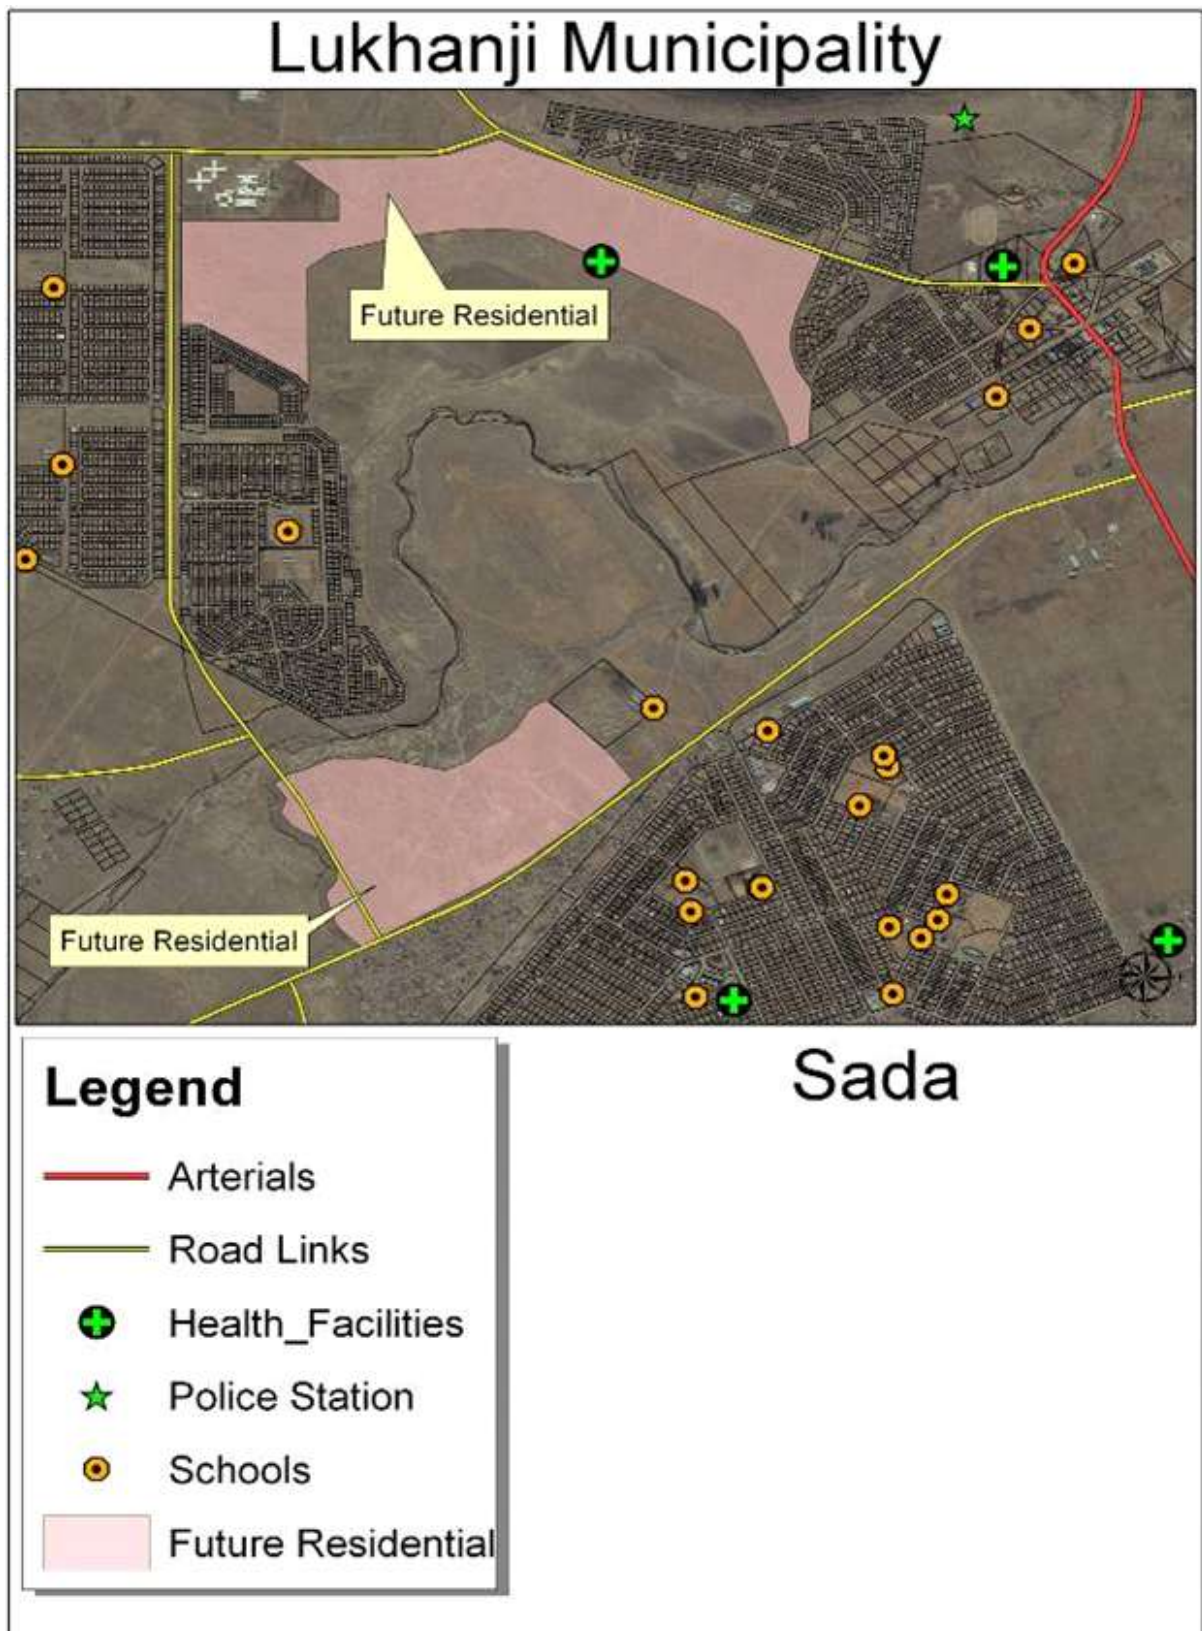 Lukhanji Municipality
Future Residential
Future Residential
Sada
Legend
Arterials
Road Links
Health_Facilities
Police Station
Schools
Future Residential